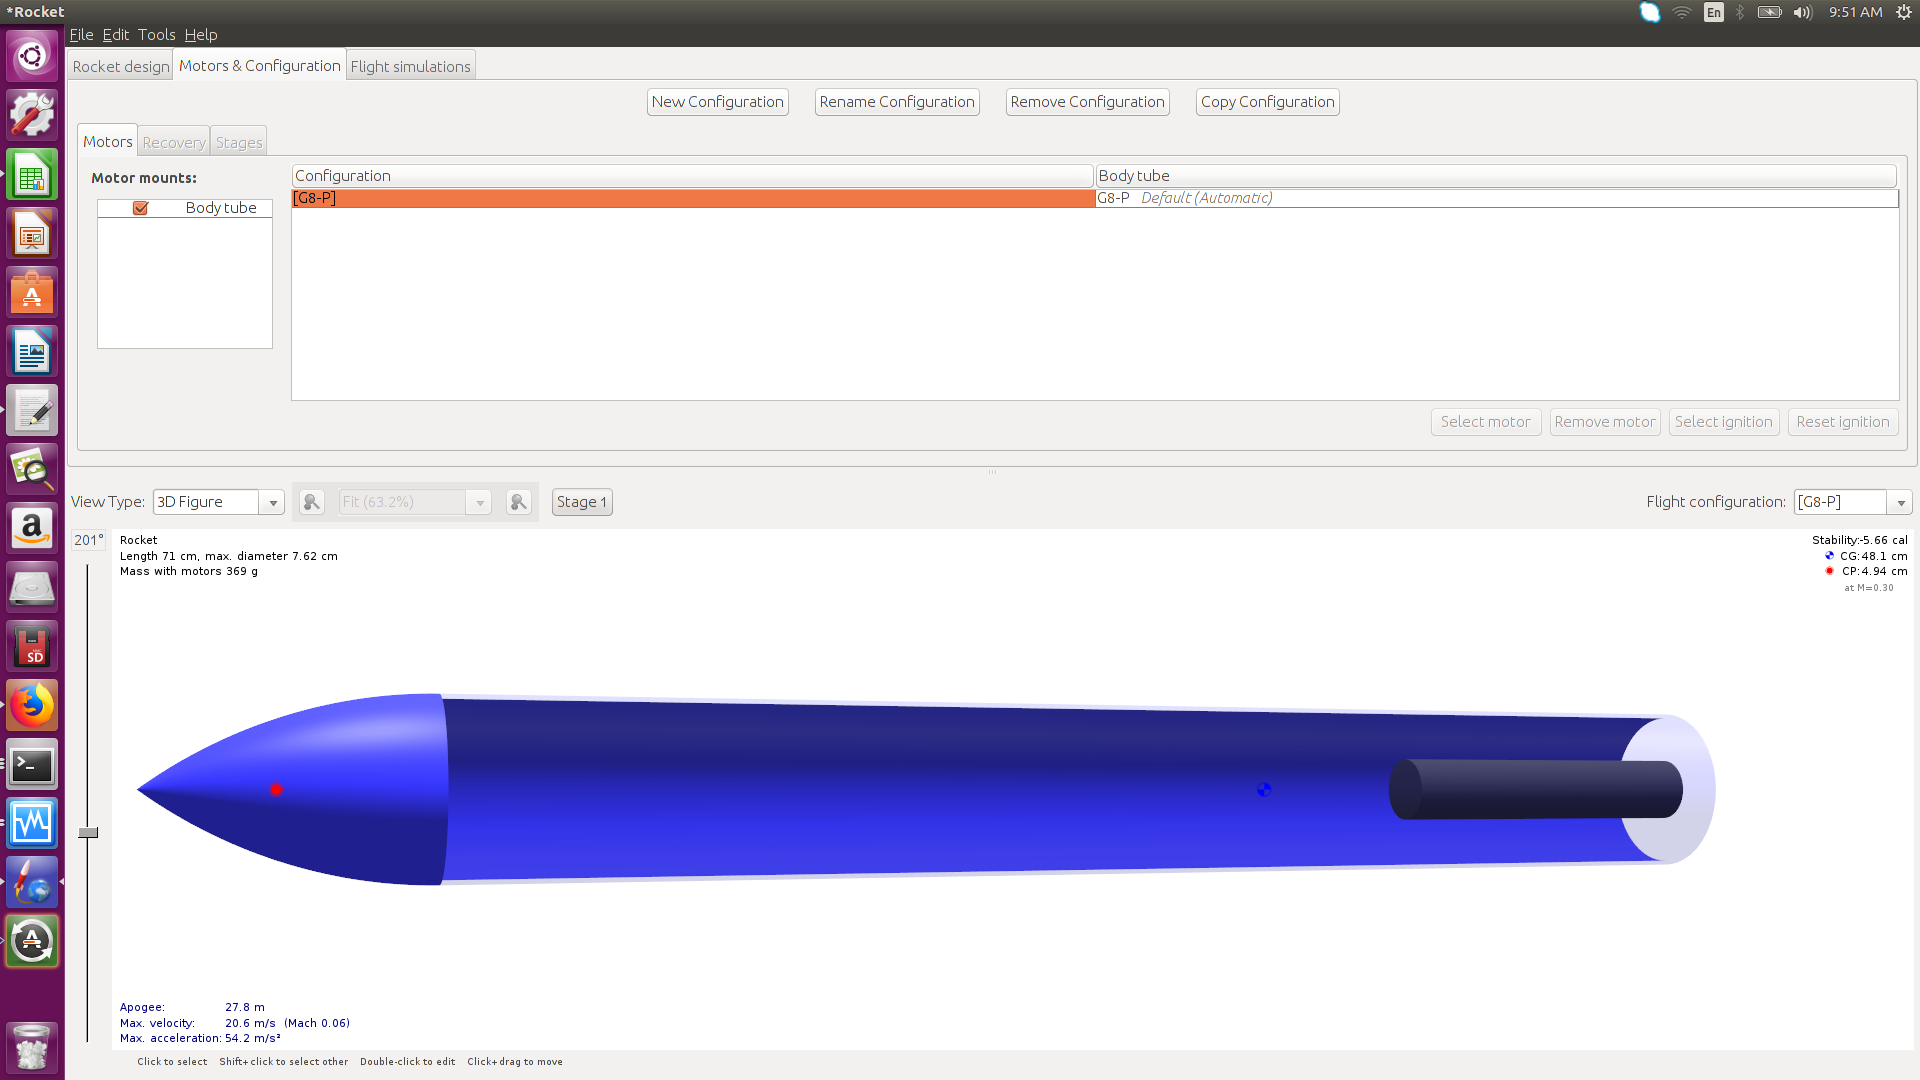 *Rocket
En
9:51 AM
File Edit Tools Help
Rocket design Motors & Configuration Flight simulations
New Configuration Rename Configuration Remove Configuration Copy Configuration
Motors Recovery Stages
Motor mounts:
Configuration Body tube
[G8-P] G8-P Default (Automatic)
Body tube
Select motor Remove motor Select ignition Reset ignition
View Type: 3D Figure Fit (63.2%) Stage 1 Flight configuration: [G8-P]
201°
Rocket
Length 71 cm, max. diameter 7.62 cm
Mass with motors 369 g
Stability:-5.66 cal
CG:48.1 cm
CP:4.94 cm
at M=0.30
Apogee: 27.8 m
Max. velocity: 20.6 m/s (Mach 0.06)
Max. acceleration: 54.2 m/s²
Click to select Shift+click to select other Double-click to edit Click+drag to move
A
a
SD
>_
A